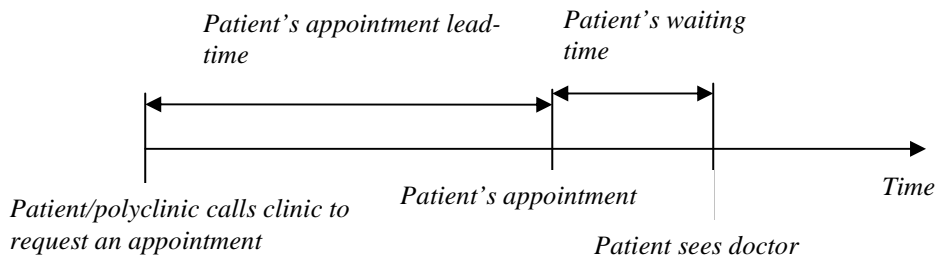 Patient's appointment lead-
time
Patient's waiting
time
Patient/polyclinic calls clinic to
request an appointment
Patient's appointment
Patient sees doctor
Time